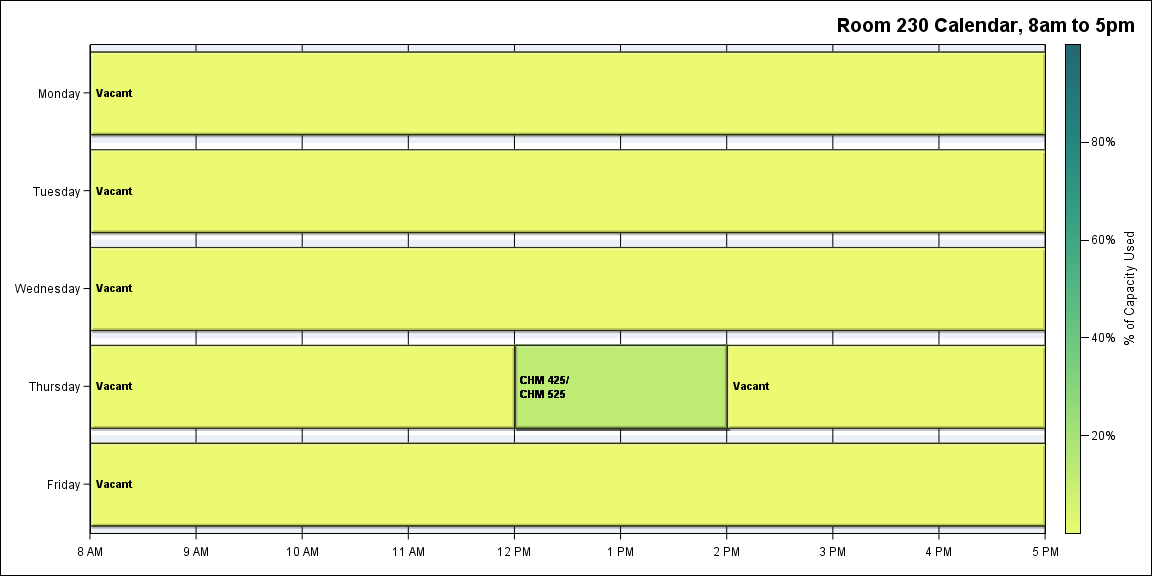 Room 230 Calendar, 8am to 5pm
Monday
Vacant
Tuesday
Vacant
Wednesday
Vacant
Thursday
Vacant
CHM 425/
CHM 525
Vacant
Friday
Vacant
8 AM
9 AM
10 AM
11 AM
12 PM
1 PM
2 PM
3 PM
4 PM
5 PM
80%
60%
40%
20%
% of Capacity Used